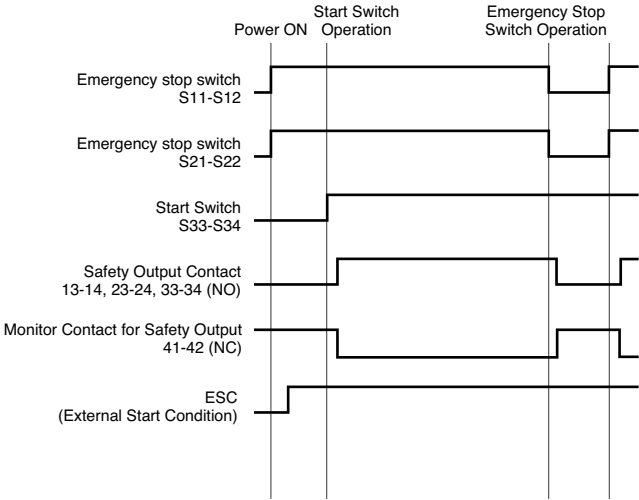 Start Switch
Emergency Stop
Power ON
Operation
Switch Operation
Emergency stop switch
S11-S12
Emergency stop switch
S21-S22
Start Switch
S33-S34
Safety Output Contact
13-14, 23-24, 33-34 (NO)
Monitor Contact for Safety Output
41-42 (NC)
ESC
(External Start Condition)